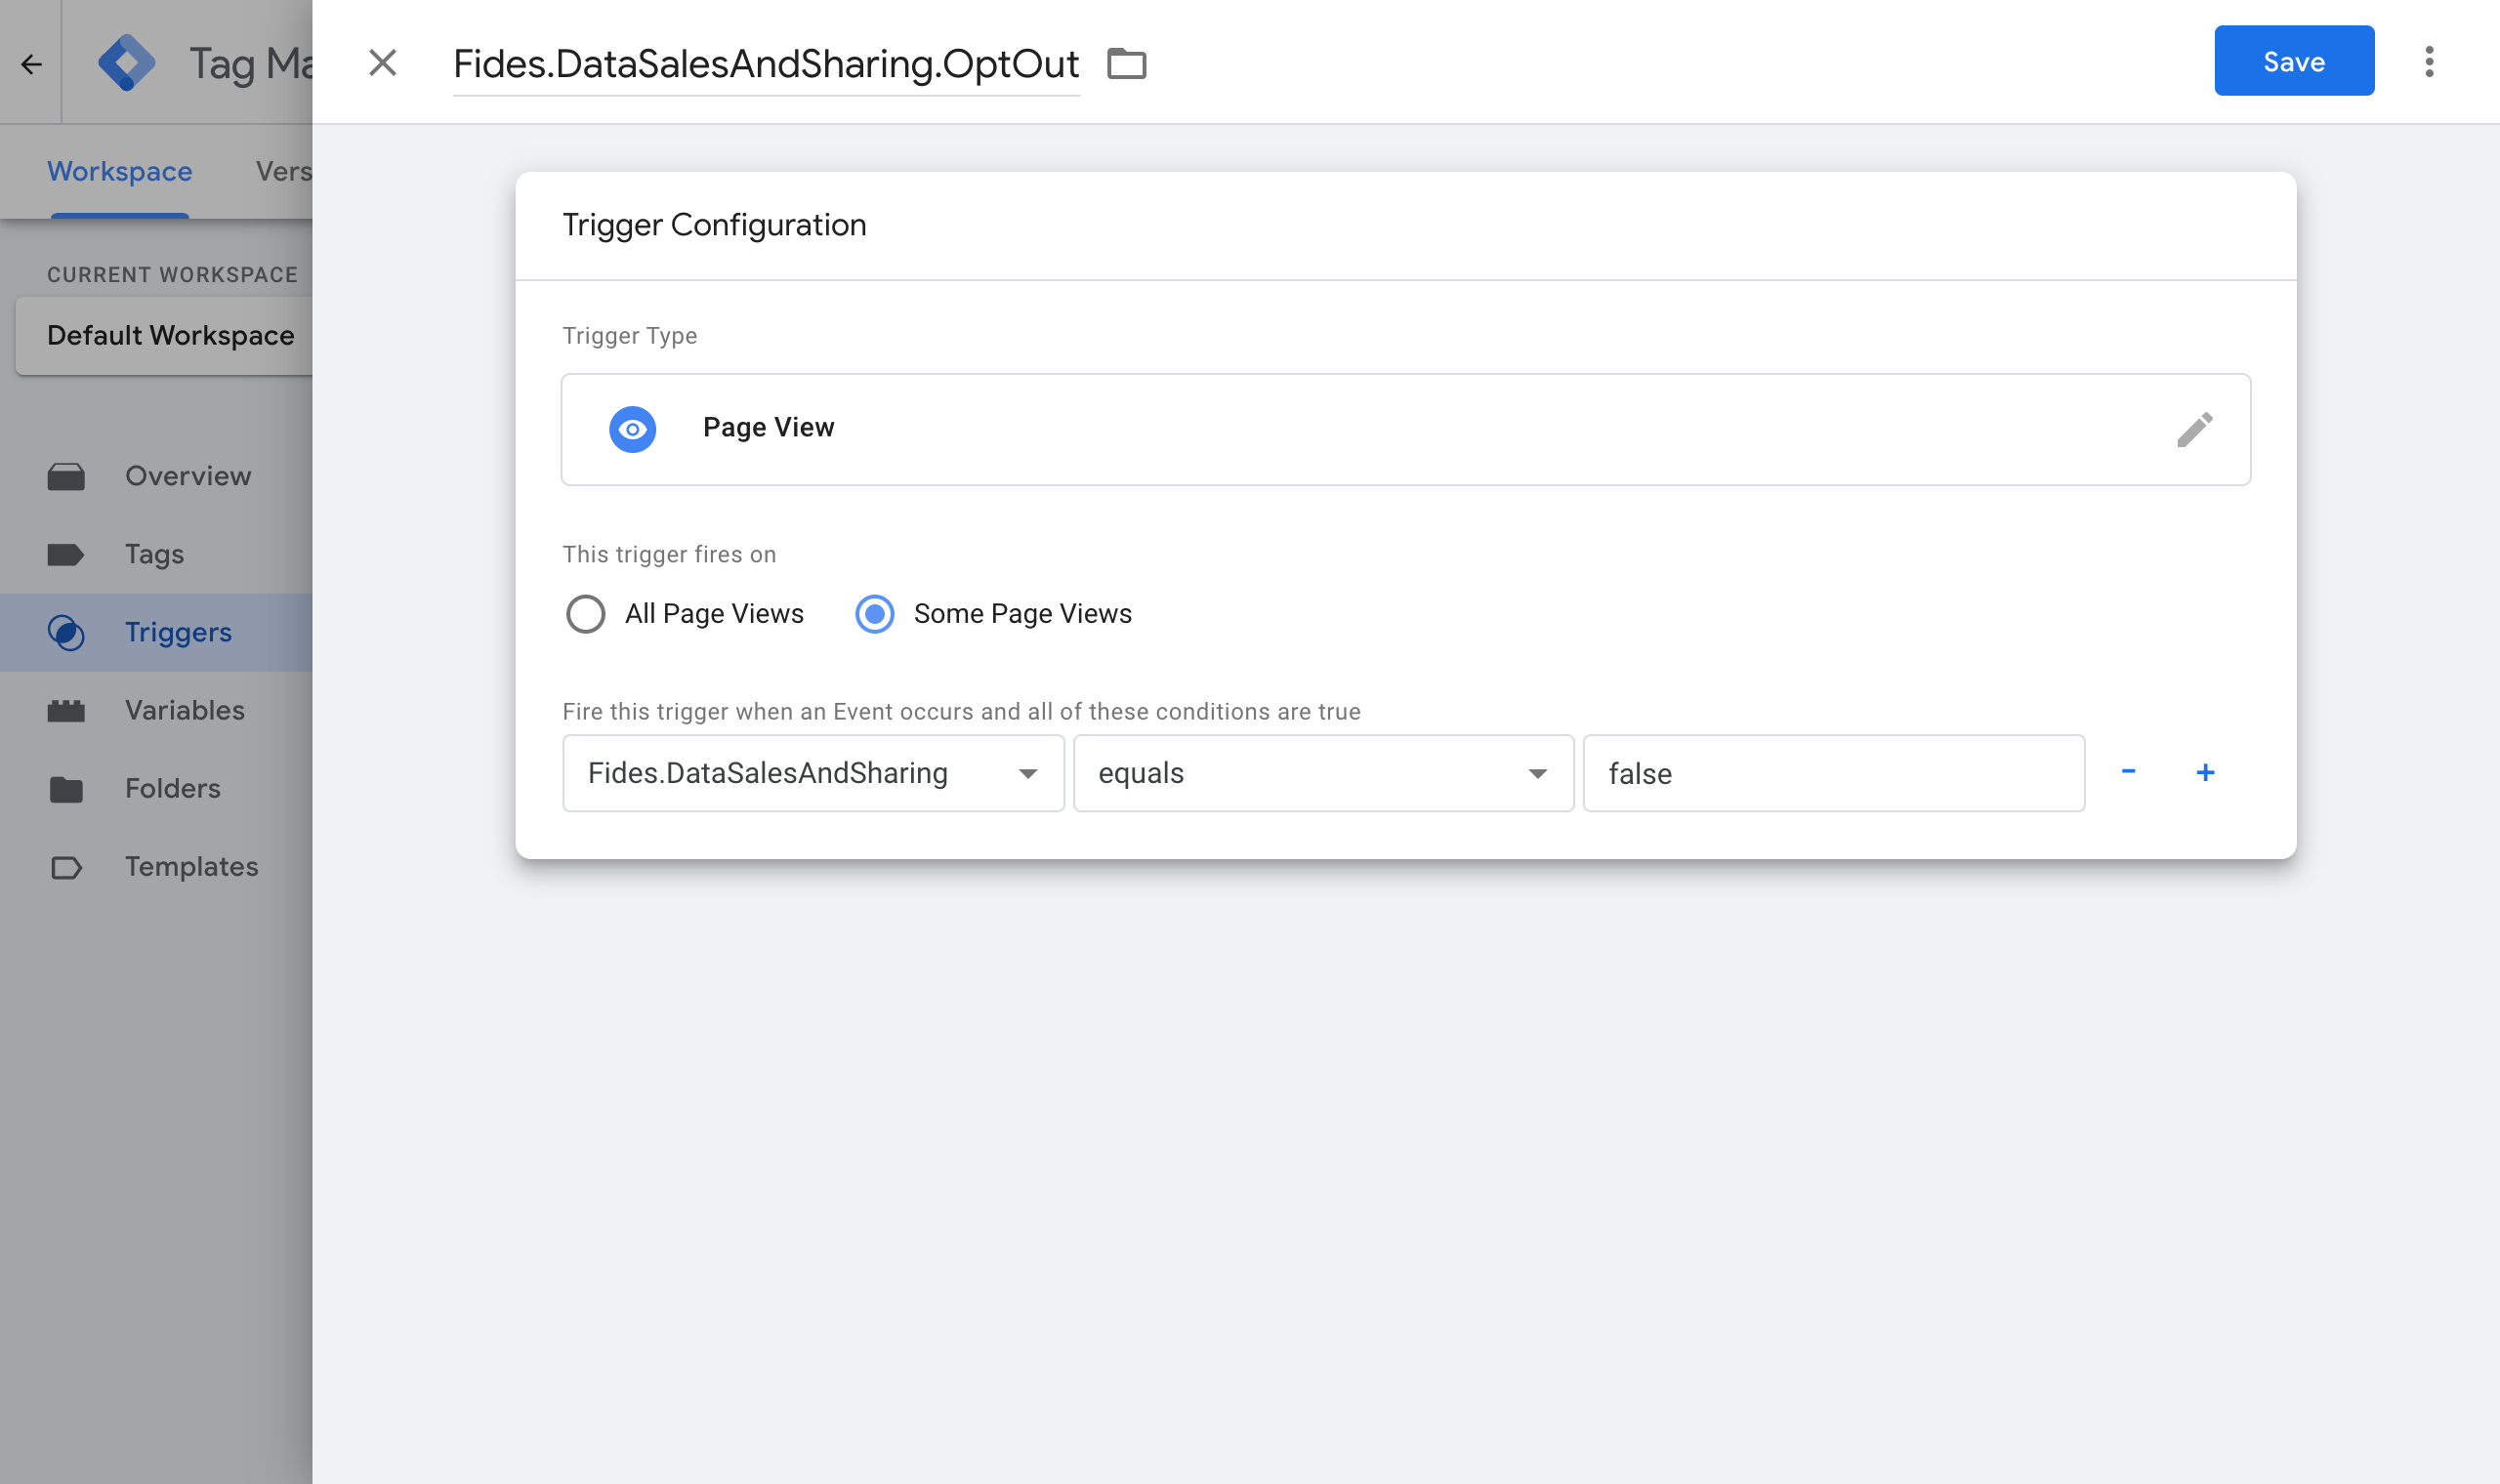 Tag Ma
Fides.DataSalesAndSharing.OptOut
Save
Workspace
Vers
CURRENT WORKSPACE
Default Workspace
Overview
Tags
Triggers
Variables
Folders
Templates
Trigger Configuration
Trigger Type
Page View
This trigger fires on
All Page Views
Some Page Views
Fire this trigger when an Event occurs and all of these conditions are true
Fides.DataSalesAndSharing
equals
false